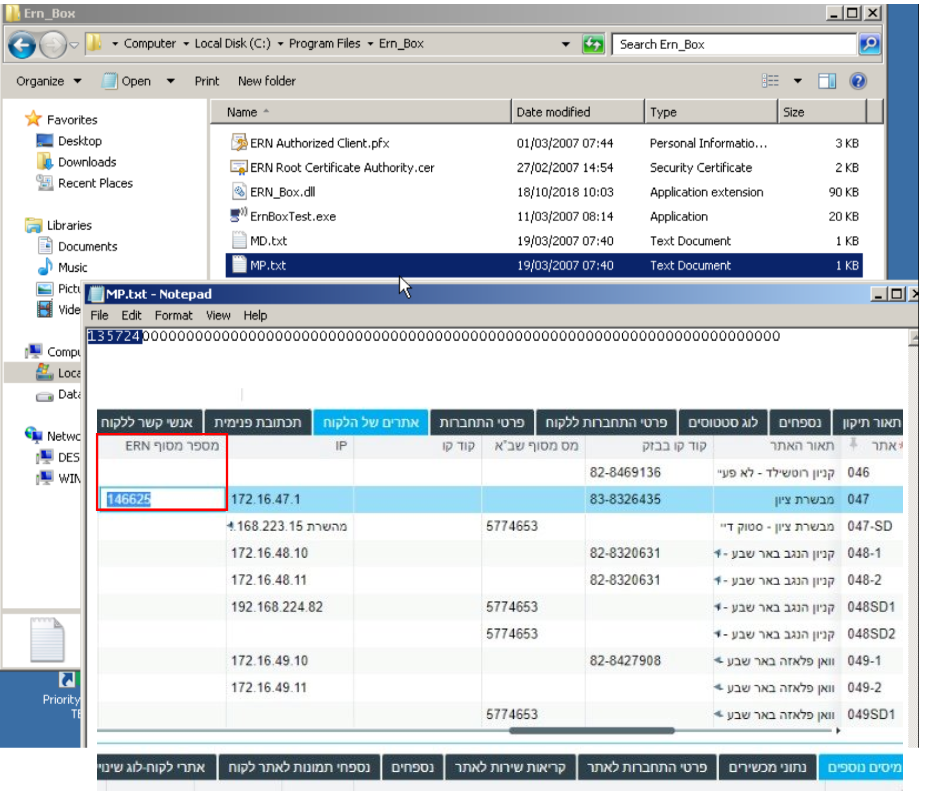 Ern_Box
Computer Local Disk (C:) Program Files Ern_Box
Search Ern_Box
Organize Open Print New folder
Favorites
Desktop
Downloads
Recent Places
Libraries
Documents
Music
Name Date modified Type Size
ERN Authorized Client.pfx 01/03/2007 07:44 Personal Informatio... 3 KB
ERN Root Certificate Authority.cer 27/02/2007 14:54 Security Certificate 2 KB
ERN_Box.dll 18/10/2018 10:03 Application extension 90 KB
ErnBoxTest.exe 11/03/2007 08:14 Application 20 KB
MD.txt 19/03/2007 07:40 Text Document 1 KB
MP.txt 19/03/2007 07:40 Text Document 1 KB
MP.txt - Notepad
File Edit Format View Help
תאור תיקון נספחים לוג סטטוסים פרטי התחברות ללקוח פרטי התחברות אתרים של הלקוח תכתובת פנימית אנשי קשר ללקוח
אתר תאור האתר קוד קו בבזק מס מסוף שב"א קוד קו IP מספר מסוף ERN
046 קניון רוטשילד - לא פעי 82-8469136
047 מבשרת ציון 83-8326435 172.16.47.1 146625
047-SD מבשרת ציון - סטוק דיי 5774653 מהשרת 168.223.15
048-1 קניון הנגב באר שבע - 82-8320631 172.16.48.10
048-2 קניון הנגב באר שבע - 82-8320631 172.16.48.11
048SD1 קניון הנגב באר שבע - 5774653 192.168.224.82
048SD2 קניון הנגב באר שבע - 5774653
049-1 וואן פלאזה באר שבע 82-8427908 172.16.49.10
049-2 וואן פלאזה באר שבע 172.16.49.11
049SD1 וואן פלאזה באר שבע 5774653
מיסים נוספים נתוני מכשירים פרטי התחברות לאתר קריאות שירות לאתר נספחים נספחי תמונות לאתר לקוח אתרי לקוח-לוג שינוי